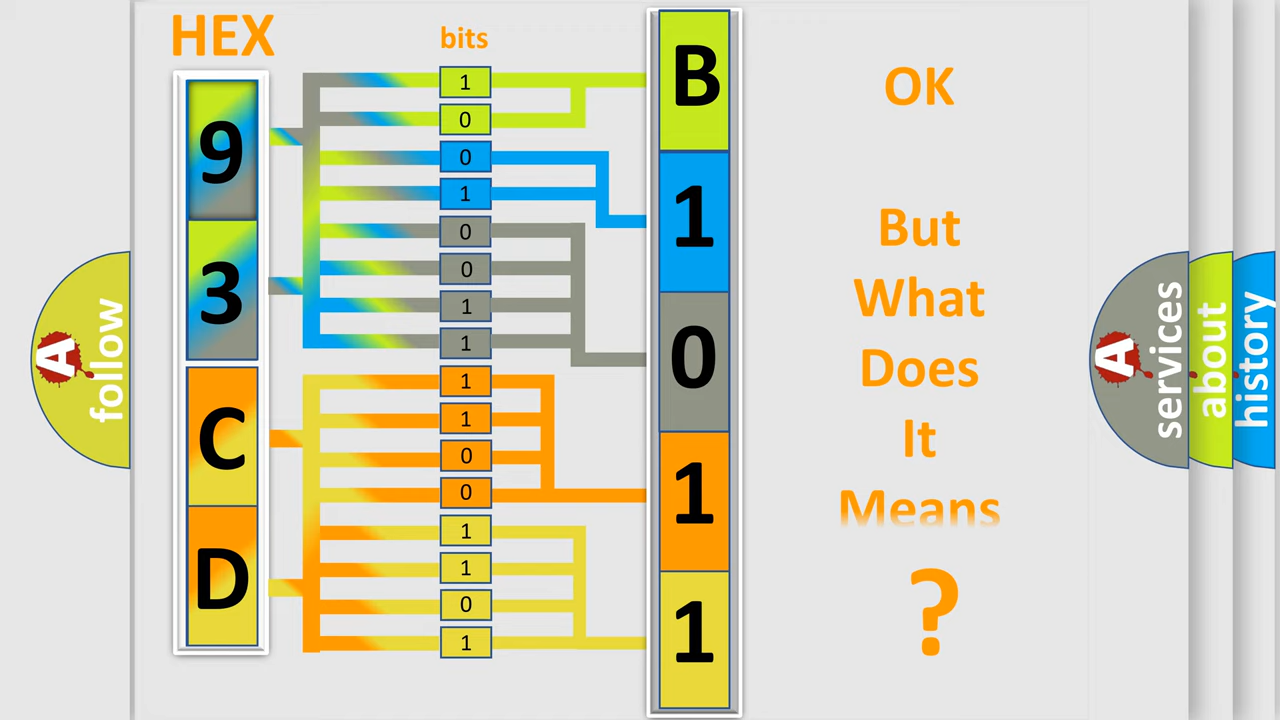 HEX
bits
9
3
C
D
1
0
0
1
0
0
1
1
1
1
0
0
1
1
0
1
B
1
0
1
1
OK
But
What
Does
It
Means
?
A
follow
A
services
about
history